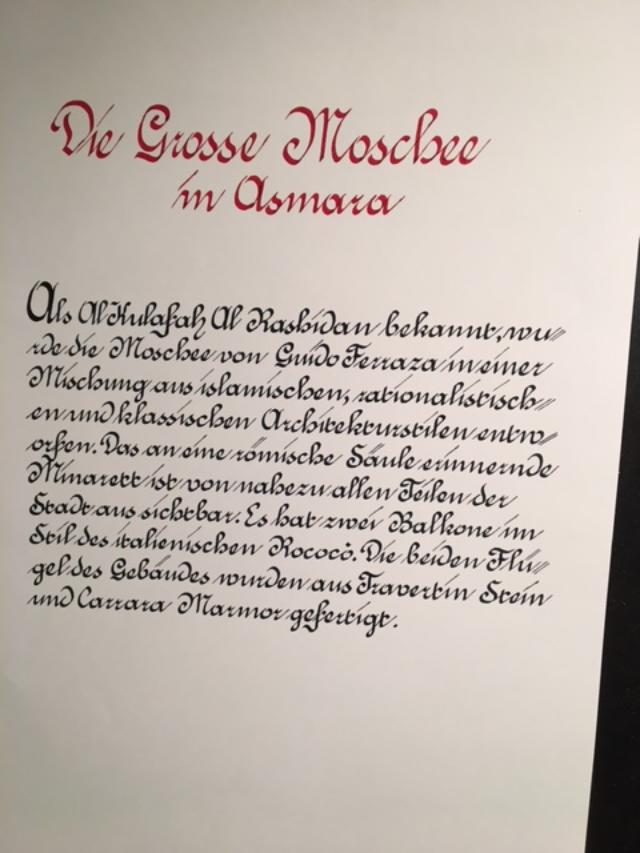 Die Grosse Moschee
in Asmara
Als Al Kulafah Al Rashidan bekannt, wu=
rde die Moschee von Guido Ferraza in einer
Mischung aus islamischen, rationalistisch=
en und klassischen Architekturstilen entw=
orfen. Das an eine römische Säule erinnernde
Minarett ist von nahezu allen Teilen der
Stadt aus sichtbar. Es hat zwei Balkone im
Stil des italienischen Rococò. Die beiden Flü=
gel des Gebäudes wurden aus Travertin Stein
und Carrara Marmor gefertigt.